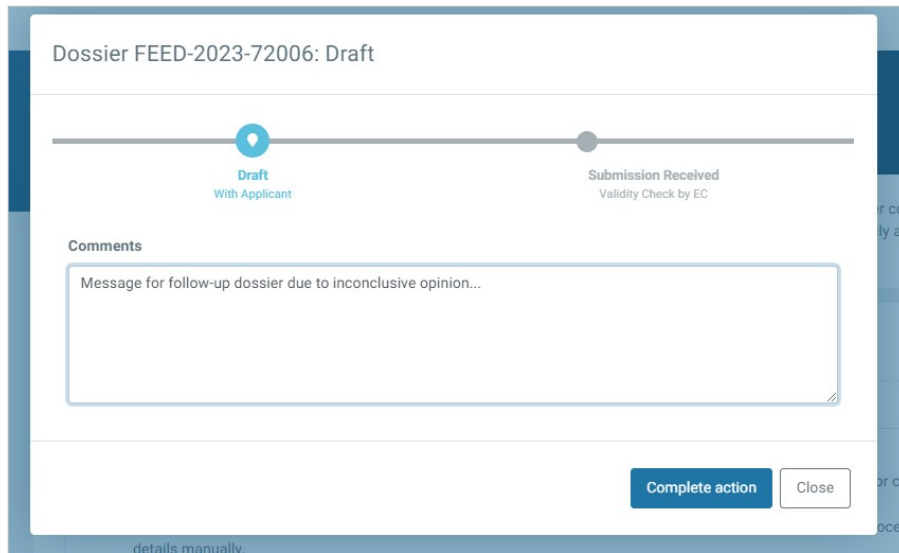 Dossier FEED-2023-72006: Draft
Draft
With Applicant
Submission Received
Validity Check by EC
Comments
Message for follow-up dossier due to inconclusive opinion...
Complete action
Close
details manually.